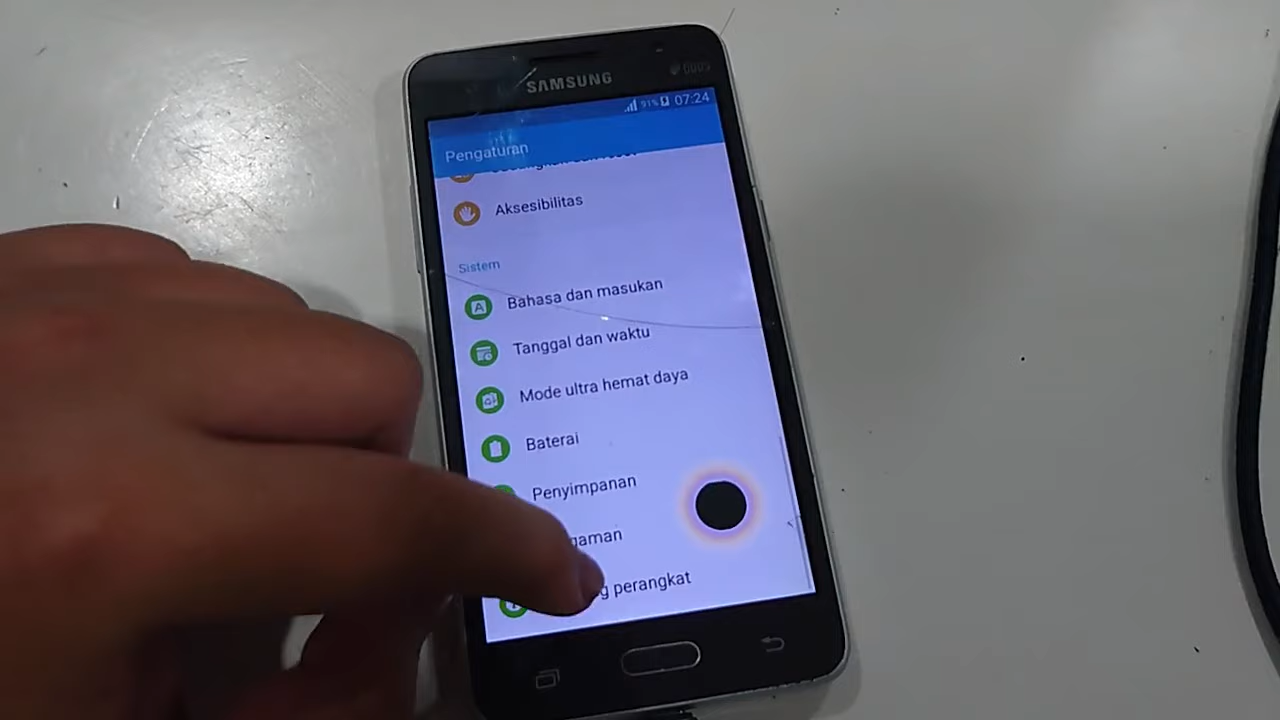 SAMSUNG
91% 07:24
Pengaturan
Aksesibilitas
Sistem
Bahasa dan masukan
Tanggal dan waktu
Mode ultra hemat daya
Baterai
Penyimpanan
gaman
g perangkat